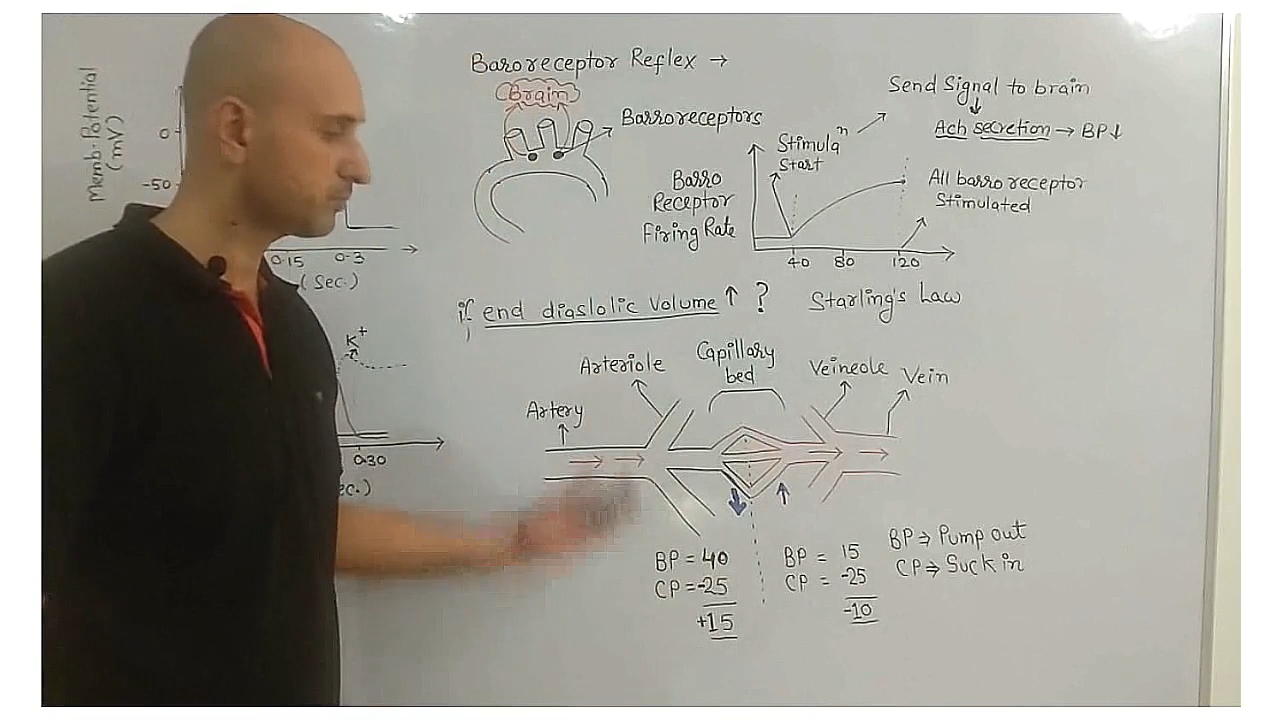 Memb. Potential
(mV)
0
-50
0.15 0.3
(Sec.)
K+
0.30
ec.)
Baroreceptor Reflex →
Brain
Barroreceptors
Stimulaⁿ
Start
Send Signal to brain
↓
Ach secretion → BP↓
Barro
Receptor
Firing Rate
All barro receptor
Stimulated
40 80 120
if end diaslolic volume ↑ ? Starling's Law
Artery
Arteriole
Capillary
bed
Veineole
Vein
BP = 40
CP = -25
+15
BP = 15
CP = -25
-10
BP ⇒ Pump out
CP ⇒ Suck in